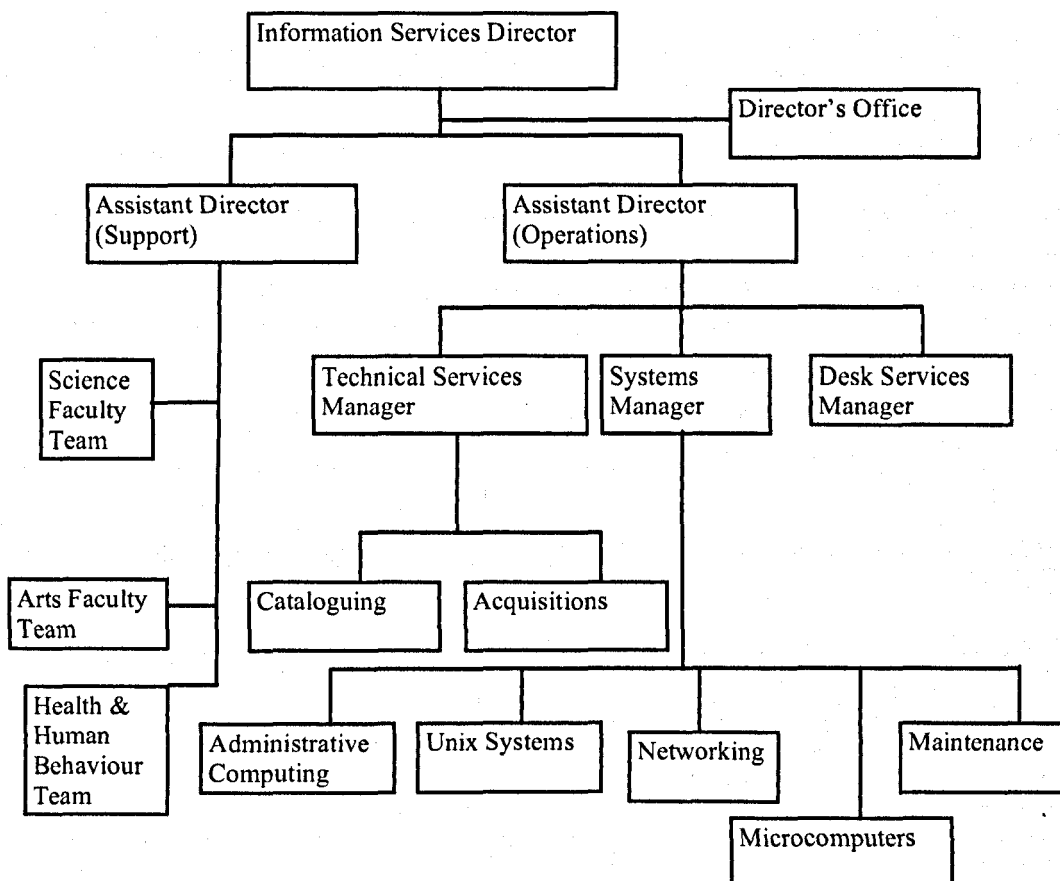 Information Services Director
Director's Office
Assistant Director
(Support)
Assistant Director
(Operations)
Science
Faculty
Team
Technical Services
Manager
Systems
Manager
Desk Services
Manager
Arts Faculty
Team
Cataloguing
Acquisitions
Health &
Human
Behaviour
Team
Administrative
Computing
Unix Systems
Networking
Maintenance
Microcomputers